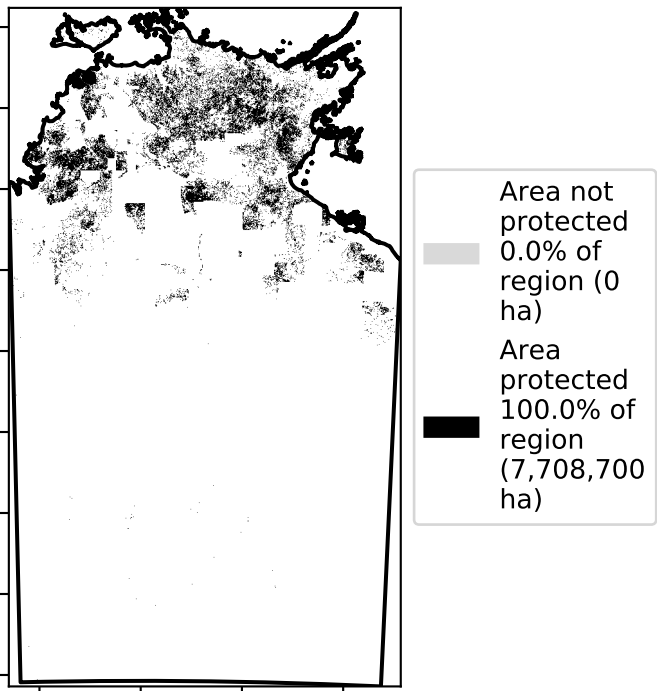 Area not
protected
0.0% of
region (0
ha)
Area
protected
100.0% of
region
(7,708,700
ha)